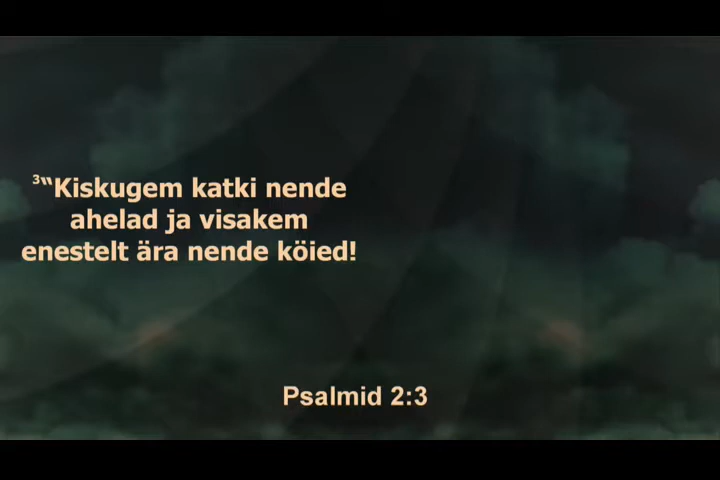 ³“Kiskugem katki nende
ahelad ja visakem
enestelt ära nende köied!
Psalmid 2:3